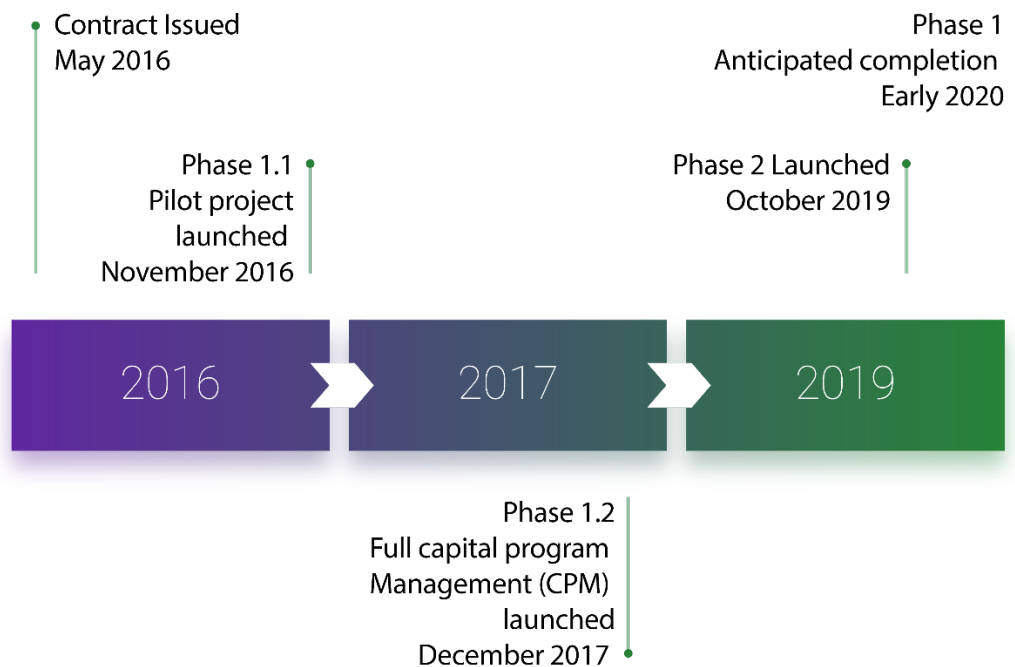 Contract Issued
May 2016
Phase 1
Anticipated completion
Early 2020
Phase 1.1
Pilot project
launched
November 2016
Phase 2 Launched
October 2019
2016
2017
2019
Phase 1.2
Full capital program
Management (CPM)
launched
December 2017